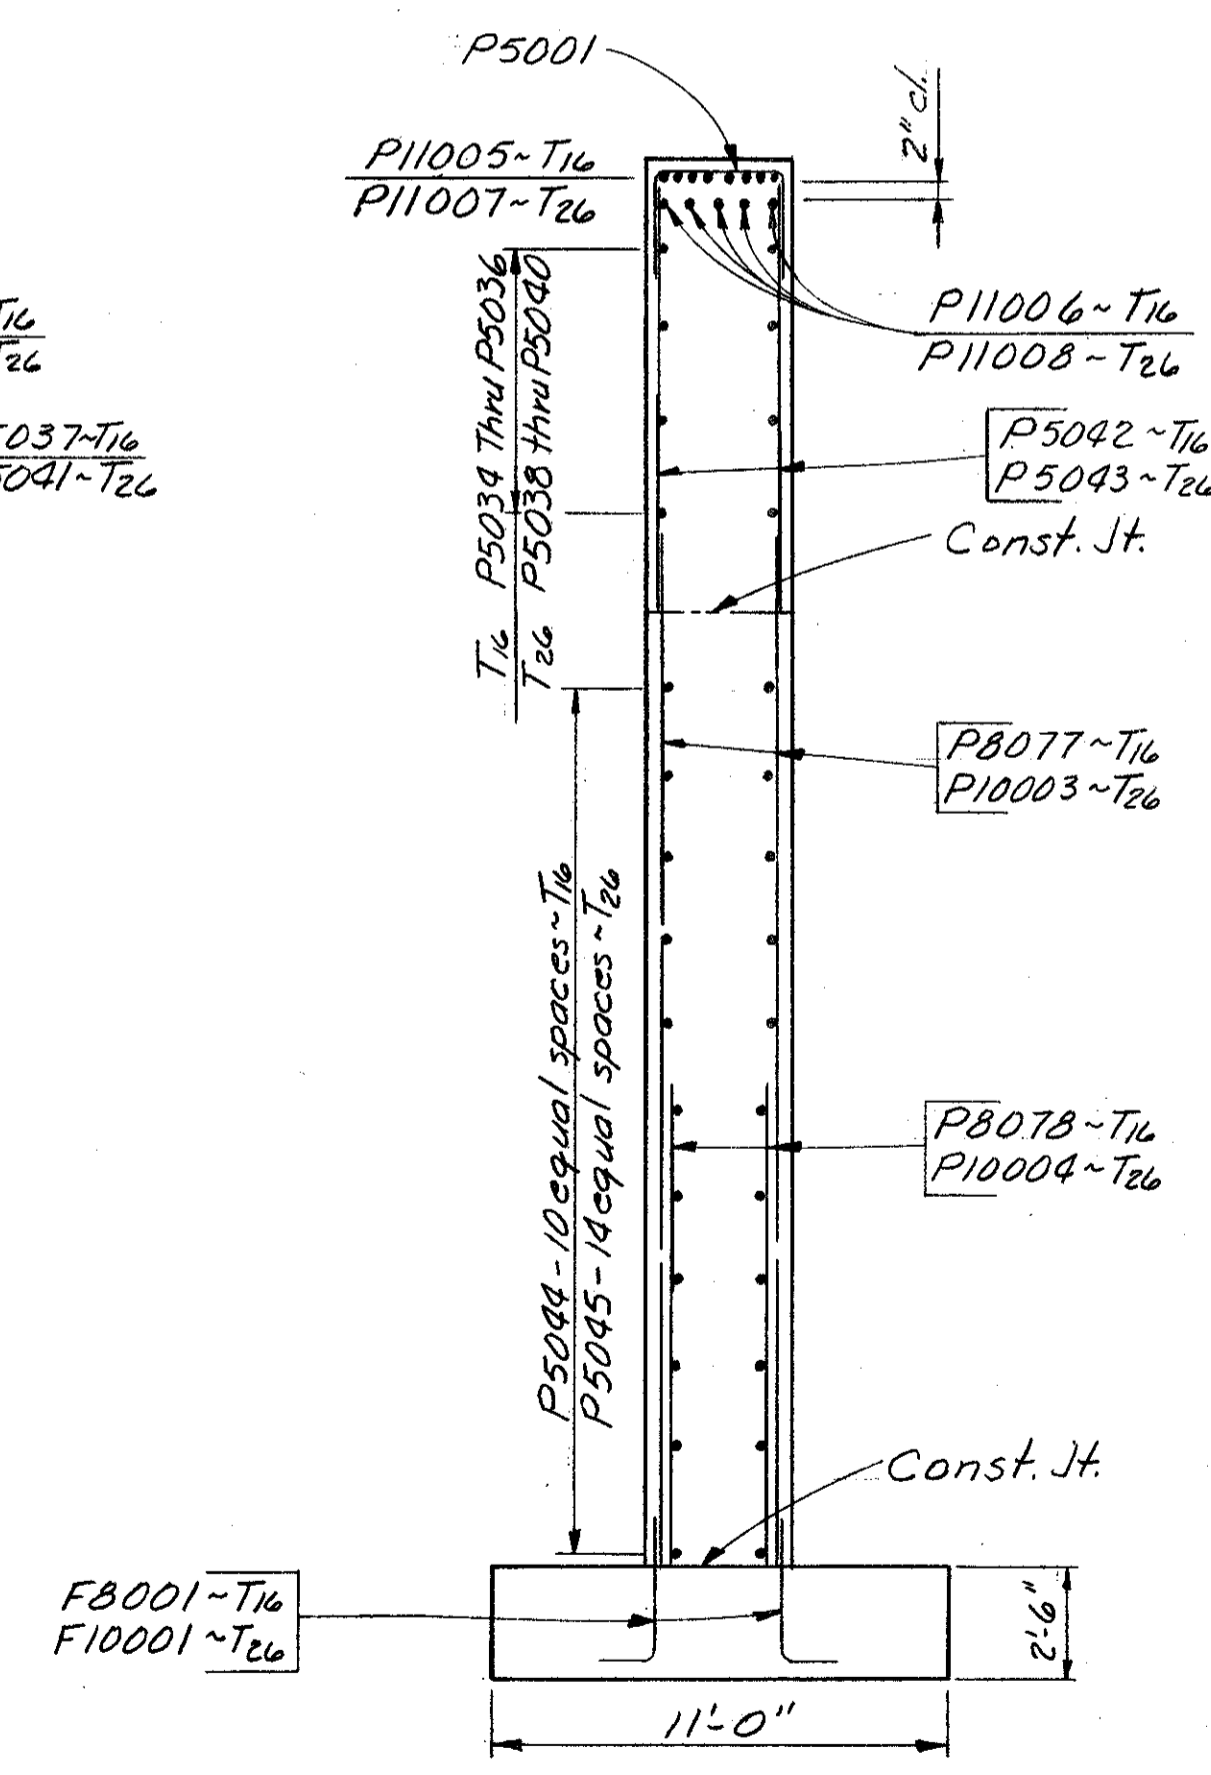 P5001
2" cl.
P11005~T16
P11007~T26
T16
T26
P11006~T16
P11008~T26
5037~T16
5041~T26
P5042~T16
P5043~T26
T16 P5034 Thru P5036
T26 P5038 thru P5040
Const. Jt.
P8077~T16
P10003~T26
P5044-10 equal spaces~T16
P5045-14 equal spaces~T26
P8078~T16
P10004~T26
Const. Jt.
F8001~T16
F10001~T26
2'-6"
11'-0"